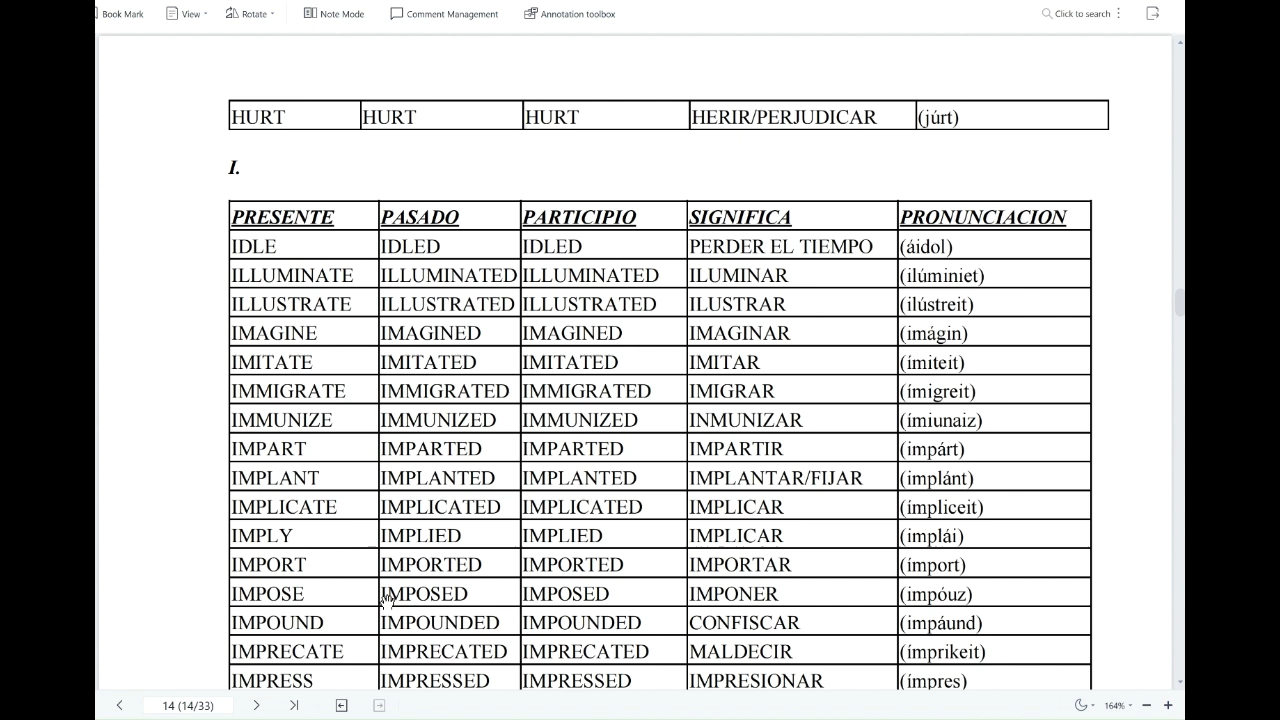 Book Mark View Rotate Note Mode Comment Management Annotation toolbox Click to search
HURT HURT HURT HERIR/PERJUDICAR (júrt)
I.
PRESENTE PASADO PARTICIPIO SIGNIFICA PRONUNCIACION
IDLE IDLED IDLED PERDER EL TIEMPO (áidol)
ILLUMINATE ILLUMINATED ILLUMINATED ILUMINAR (ilúminiet)
ILLUSTRATE ILLUSTRATED ILLUSTRATED ILUSTRAR (ilústreit)
IMAGINE IMAGINED IMAGINED IMAGINAR (imágin)
IMITATE IMITATED IMITATED IMITAR (ímiteit)
IMMIGRATE IMMIGRATED IMMIGRATED IMIGRAR (ímigreit)
IMMUNIZE IMMUNIZED IMMUNIZED INMUNIZAR (ímiunaiz)
IMPART IMPARTED IMPARTED IMPARTIR (impárt)
IMPLANT IMPLANTED IMPLANTED IMPLANTAR/FIJAR (implánt)
IMPLICATE IMPLICATED IMPLICATED IMPLICAR (ímpliceit)
IMPLY IMPLIED IMPLIED IMPLICAR (implái)
IMPORT IMPORTED IMPORTED IMPORTAR (ímport)
IMPOSE IMPOSED IMPOSED IMPONER (impóuz)
IMPOUND IMPOUNDED IMPOUNDED CONFISCAR (impáund)
IMPRECATE IMPRECATED IMPRECATED MALDECIR (ímprikeit)
IMPRESS IMPRESSED IMPRESSED IMPRESIONAR (ímpres)
14 (14/33) 164%